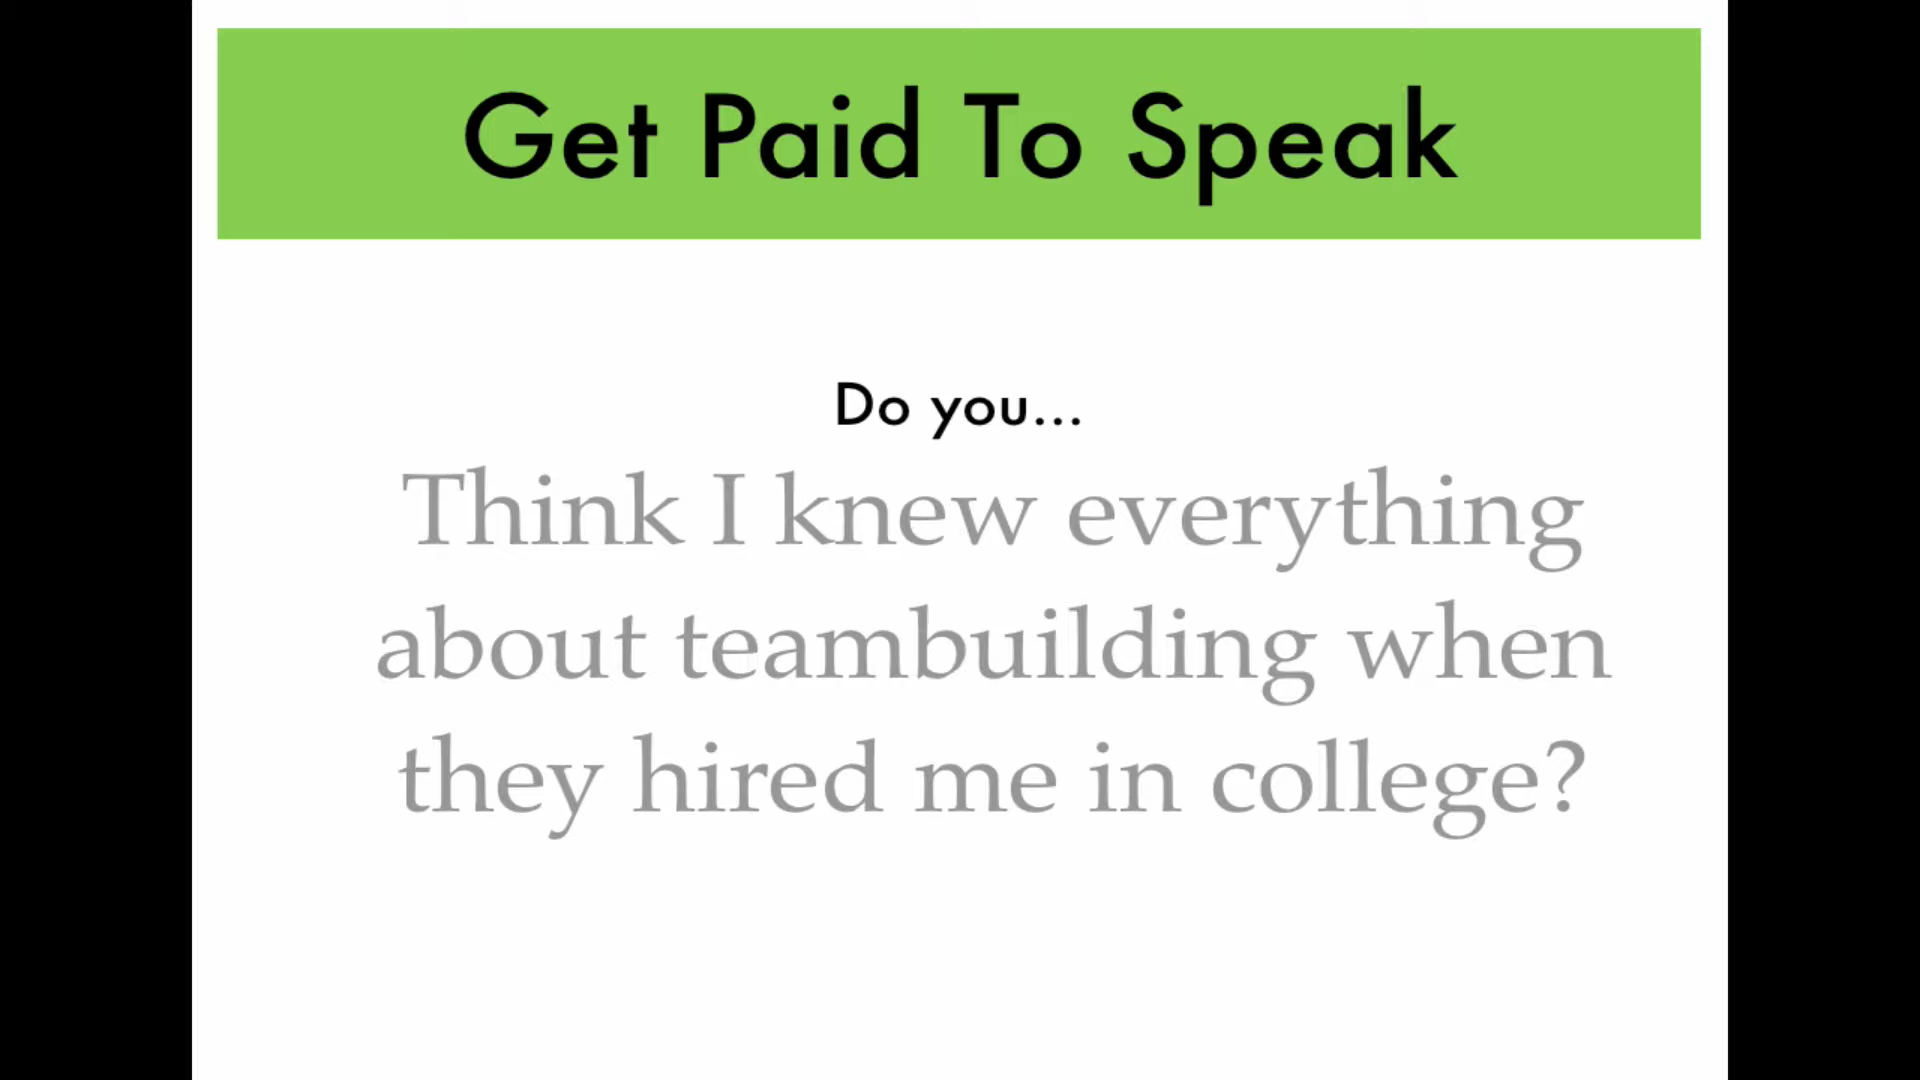 Get Paid To Speak
Do you...
Think I knew everything
about teambuilding when
they hired me in college?